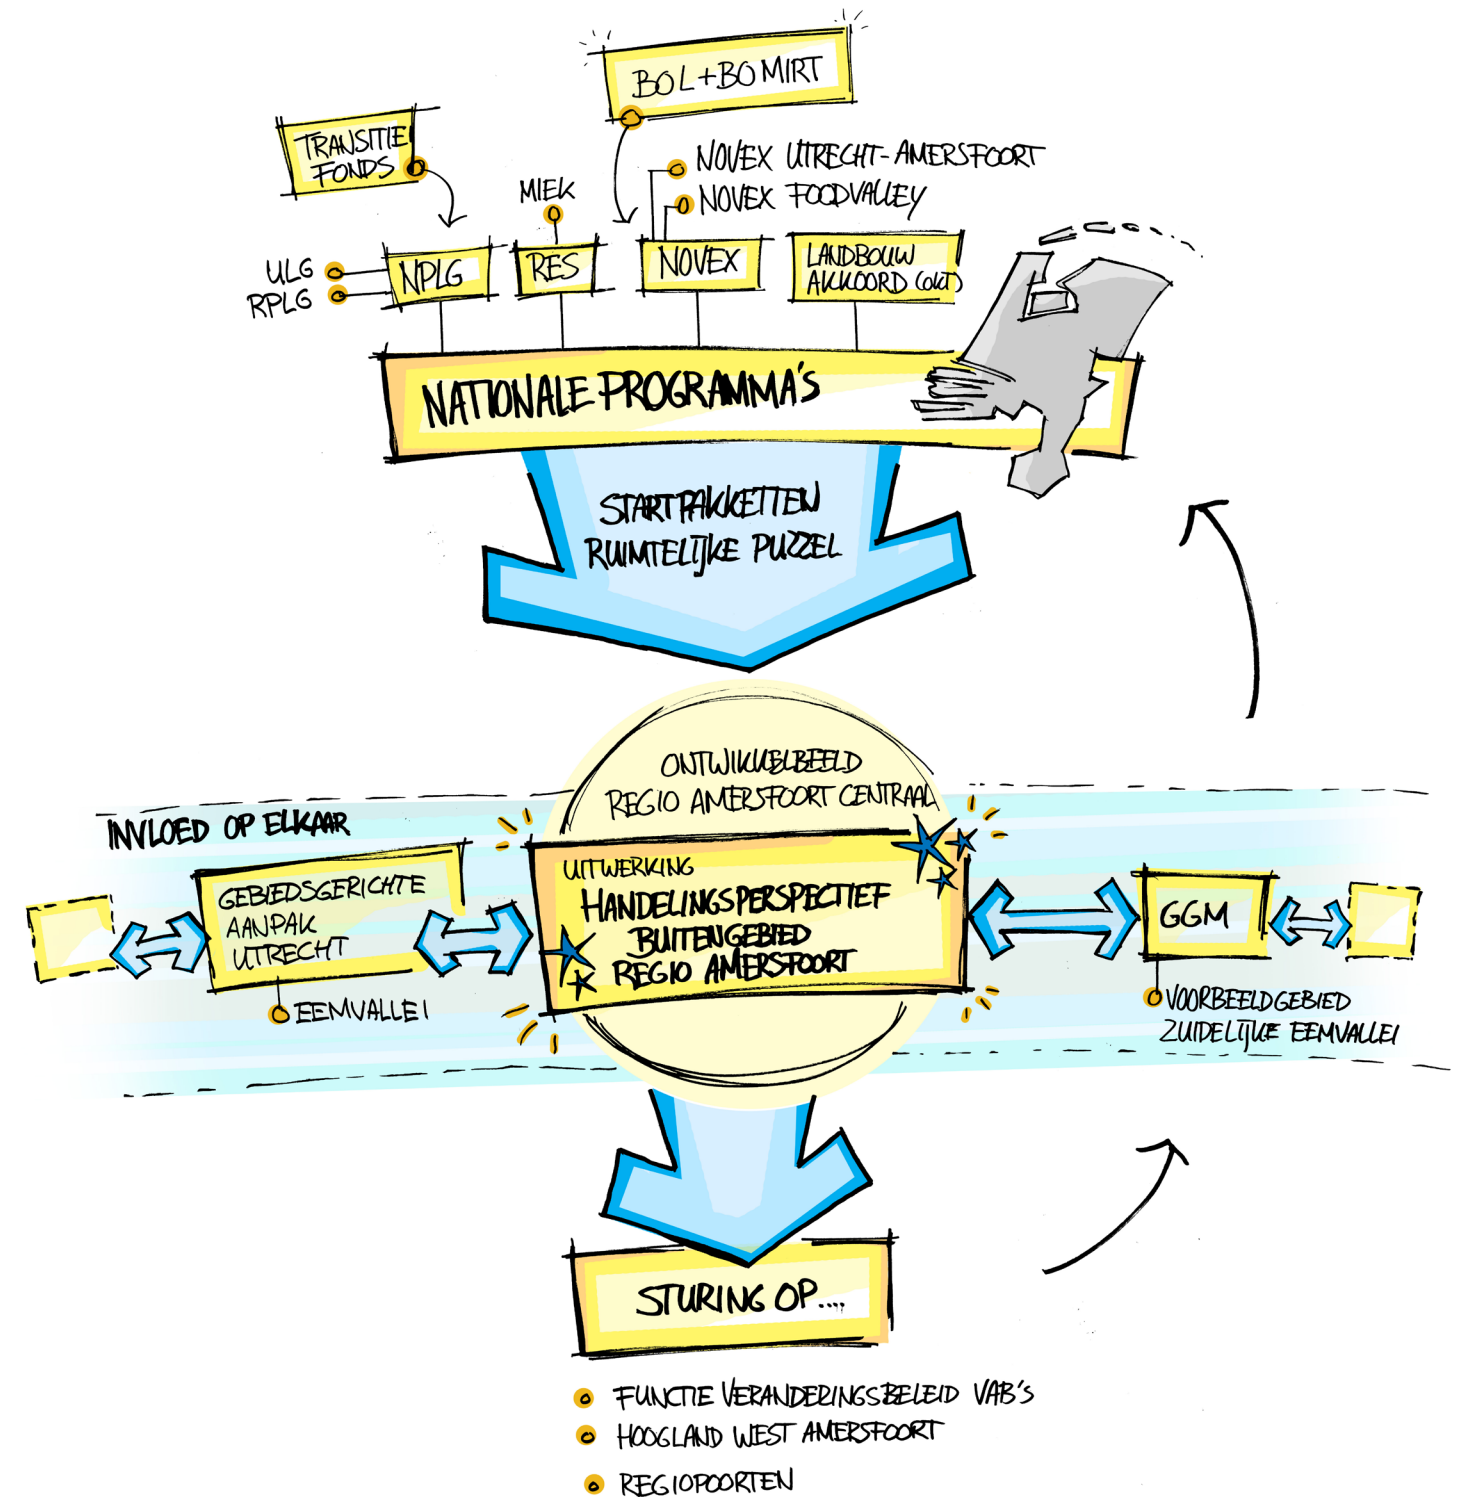 BOL+BO MIRT
TRANSITIE
FONDS
NOVEX UTRECHT-AMERSFOORT
NOVEX FOODVALLEY
MIEK
ULG
RPLG
NPLG
RES
NOVEX
LANDBOUW
AKKOORD (OKT)
NATIONALE PROGRAMMA'S
STARTPAKKETTEN
RUIMTELIJKE PUZZEL
ONTWIKKELBEELD
REGIO AMERSFOORT CENTRAAL
INVLOED OP ELKAAR
GEBIEDSGERICHTE
AANPAK
UTRECHT
EEMVALLEI
UITWERKING
HANDELINGSPERSPECTIEF
BUITENGEBIED
REGIO AMERSFOORT
GGM
VOORBEELDGEBIED
ZUIDELIJKE EEMVALLEI
STURING OP....
FUNCTIE VERANDERINGSBELEID VAB'S
HOOGLAND WEST AMERSFOORT
REGIOPOORTEN